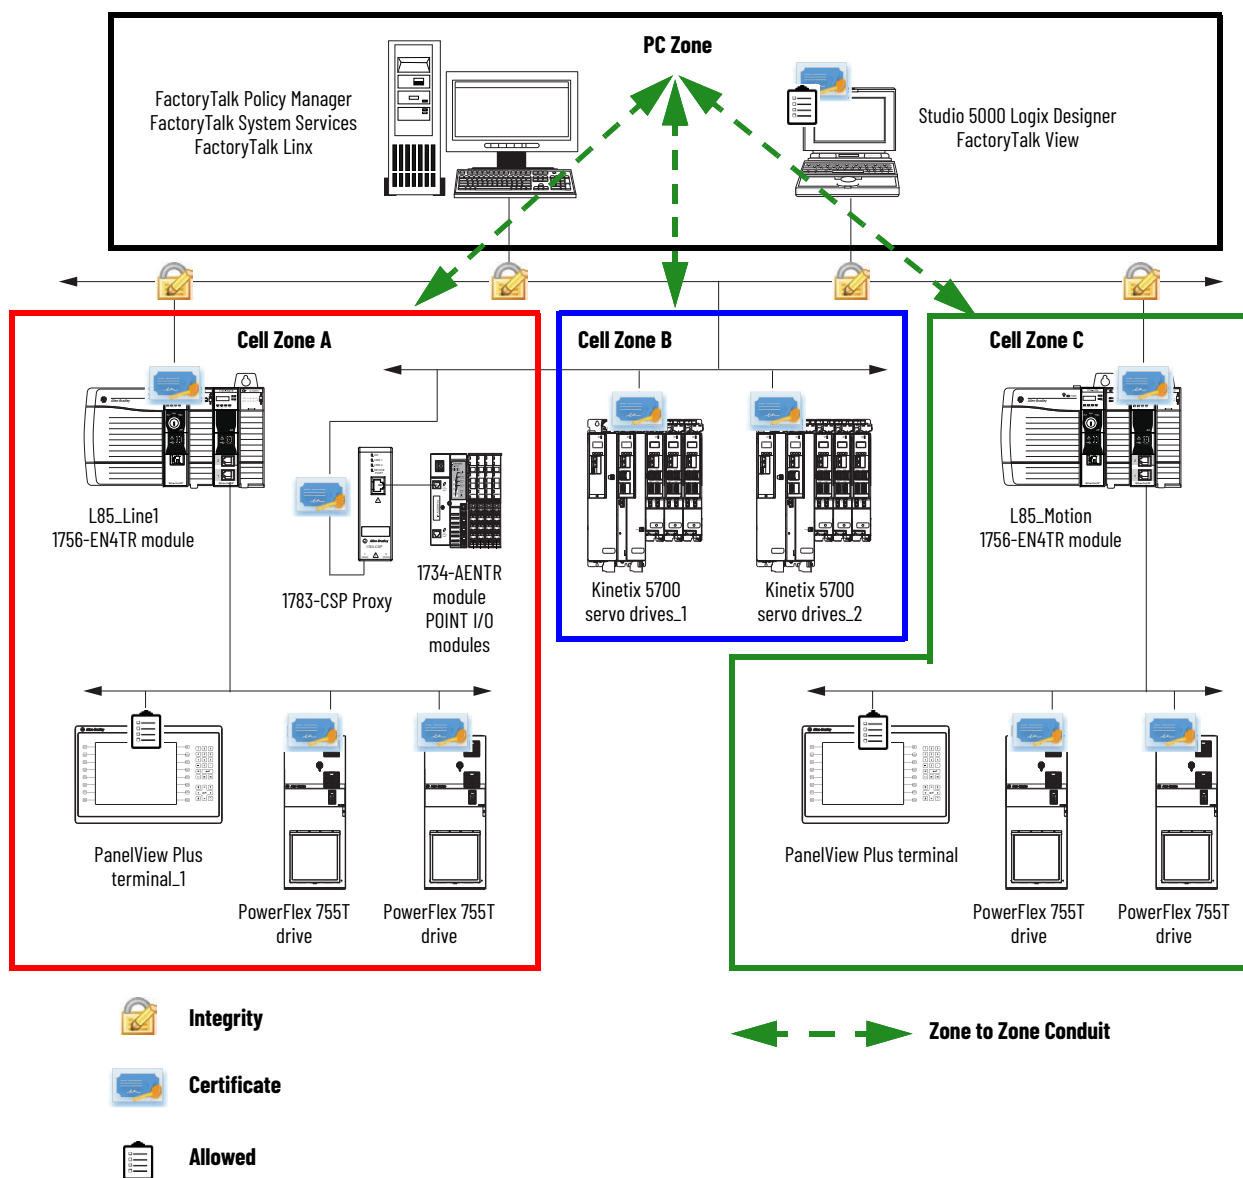 PC Zone
FactoryTalk Policy Manager
FactoryTalk System Services
FactoryTalk Linx
Studio 5000 Logix Designer
FactoryTalk View
Cell Zone A
Cell Zone B
Cell Zone C
L85_Line1
1756-EN4TR module
1783-CSP Proxy
1734-AENTR
module
POINT I/O
modules
Kinetix 5700
servo drives_1
Kinetix 5700
servo drives_2
L85_Motion
1756-EN4TR module
PanelView Plus
terminal_1
PowerFlex 755T
drive
PowerFlex 755T
drive
PanelView Plus terminal
PowerFlex 755T
drive
PowerFlex 755T
drive
Integrity
Zone to Zone Conduit
Certificate
Allowed